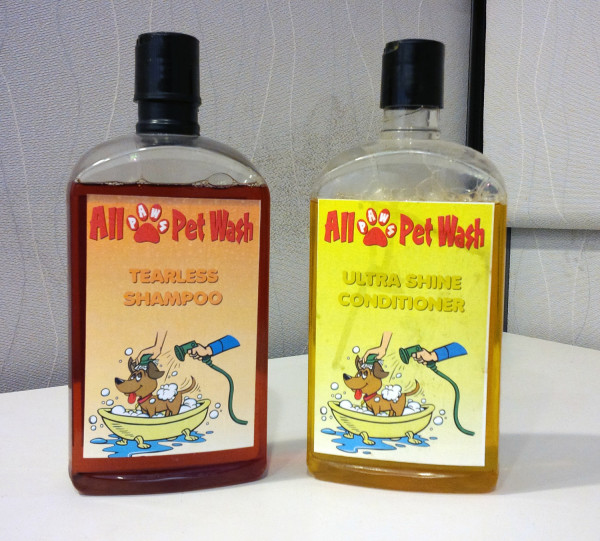 All PAWS Pet Wash
TEARLESS
SHAMPOO
All PAWS Pet Wash
ULTRA SHINE
CONDITIONER